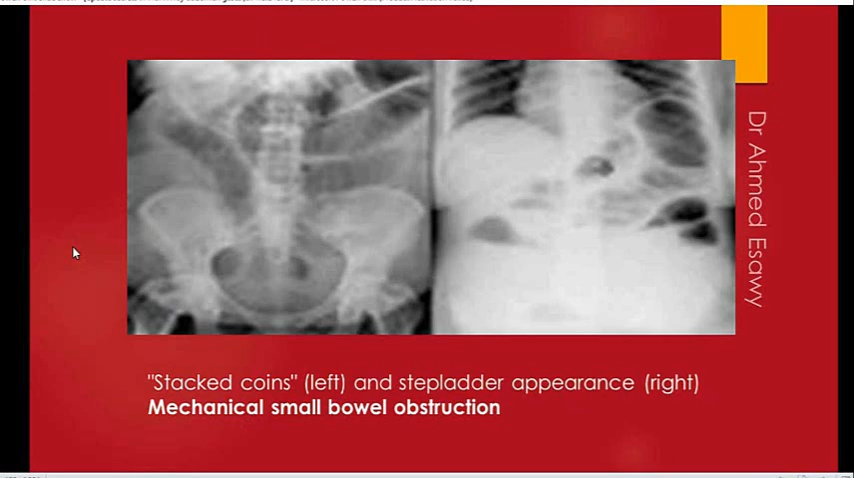 Dr Ahmed Esawy
"Stacked coins" (left) and stepladder appearance (right)
Mechanical small bowel obstruction